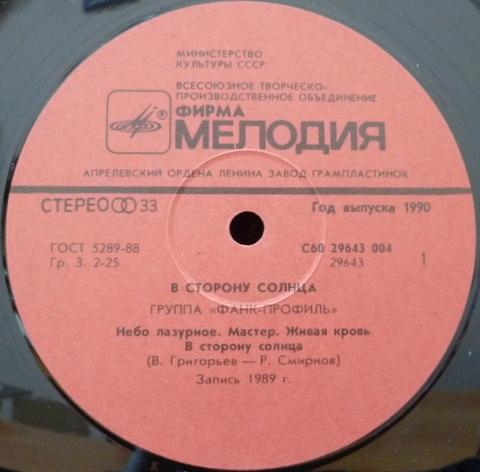 МИНИСТЕРСТВО
КУЛЬТУРЫ СССР
ВСЕСОЮЗНОЕ ТВОРЧЕСКО-
ПРОИЗВОДСТВЕННОЕ ОБЪЕДИНЕНИЕ
ФИРМА
® МЕЛОДИЯ
АПРЕЛЕВСКИЙ ОРДЕНА ЛЕНИНА ЗАВОД ГРАМПЛАСТИНОК
СТЕРЕО 33 Год выпуска 1990
ГОСТ 5289-88 С60 29643 004
Гр. 3. 2-25 29643 1
В СТОРОНУ СОЛНЦА
ГРУППА «ФАНК-ПРОФИЛЬ»
Небо лазурное. Мастер. Живая кровь
В сторону солнца
(В. Григорьев — Р. Смирнов)
Запись 1989 г.